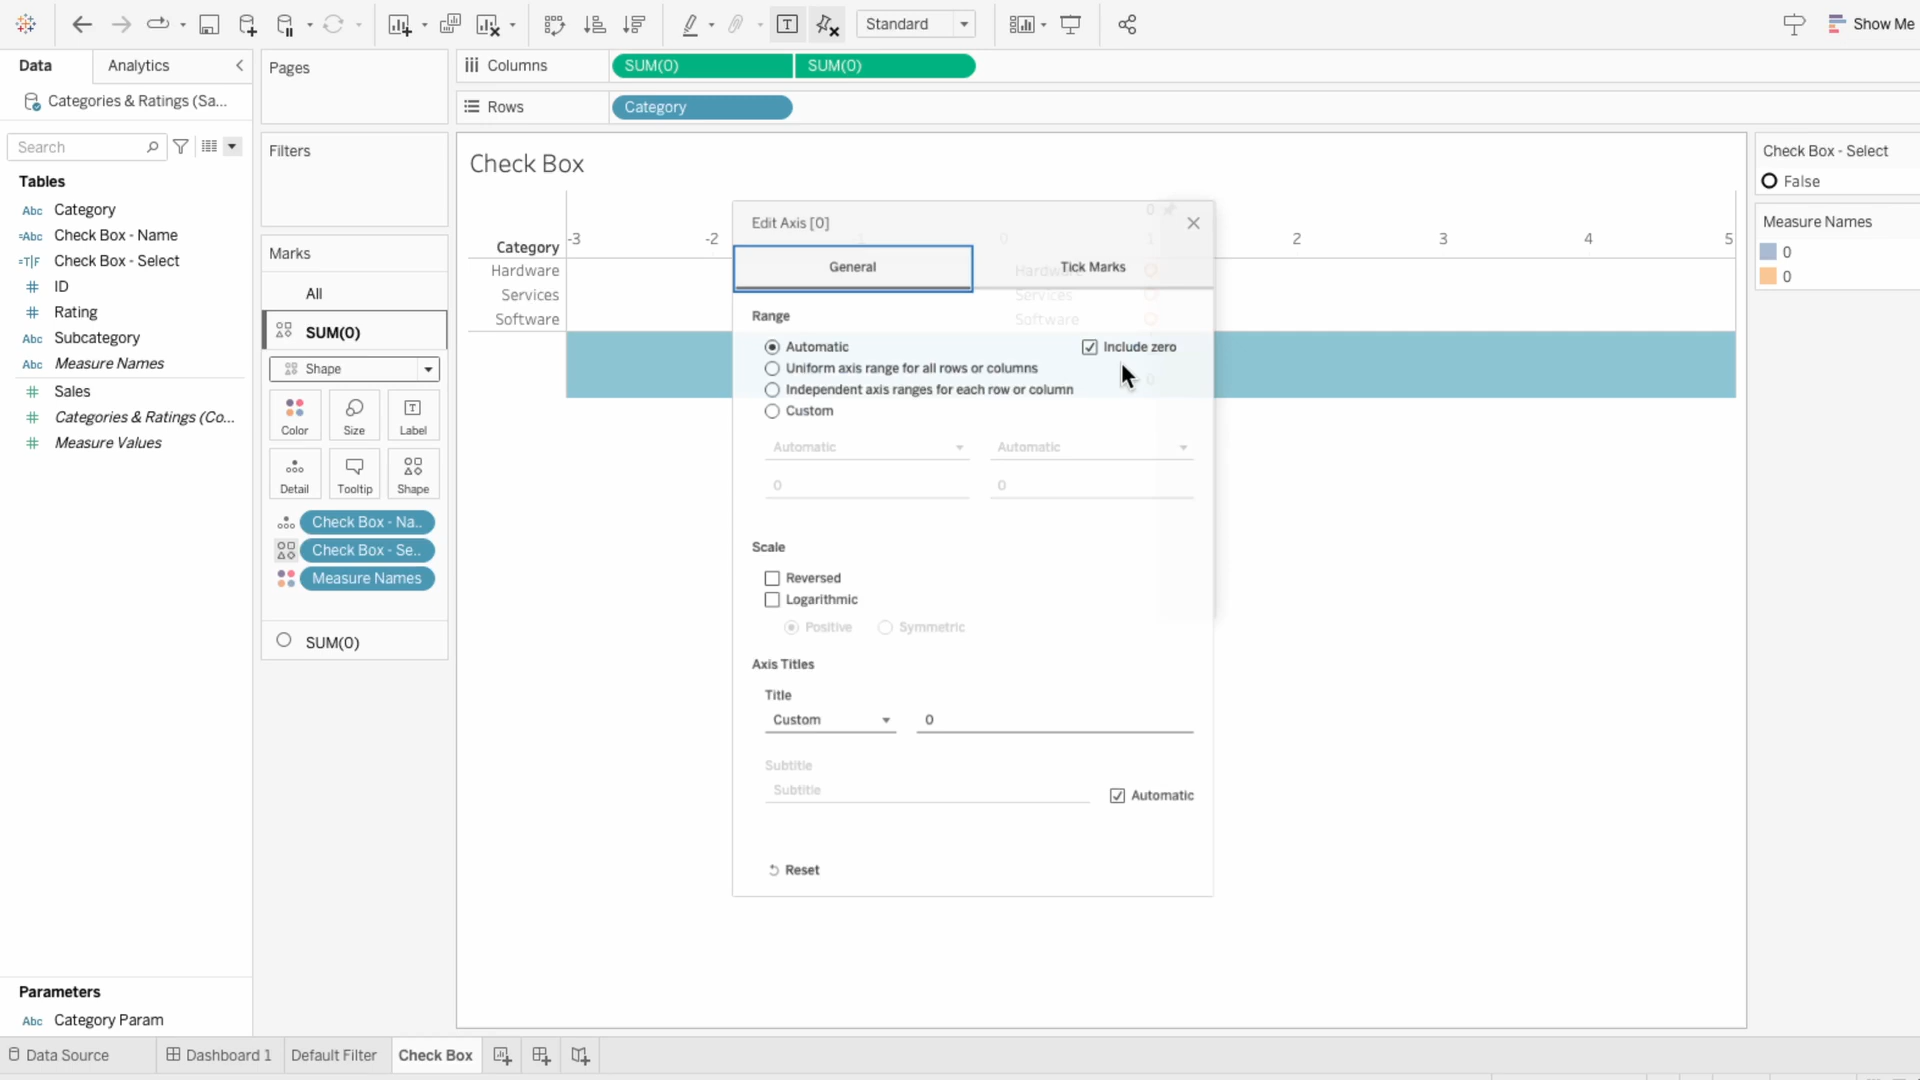 Standard
Show Me
Data
Analytics
Categories & Ratings (Sa...
Search
Tables
Abc Category
=Abc Check Box - Name
=T|F Check Box - Select
# ID
# Rating
Abc Subcategory
Abc Measure Names
# Sales
# Categories & Ratings (Co...
# Measure Values
Parameters
Abc Category Param
Pages
Filters
Marks
All
SUM(0)
Shape
Color
Size
Label
Detail
Tooltip
Shape
Check Box - Na..
Check Box - Se..
Measure Names
SUM(0)
Columns
SUM(0)
SUM(0)
Rows
Category
Check Box
0
Category
-3 -2 0 1 2 3 4 5
Hardware
Services
Software
Hardware
Services
Software
0
Edit Axis [0]
General
Tick Marks
Range
Automatic
Include zero
Uniform axis range for all rows or columns
Independent axis ranges for each row or column
Custom
Automatic
Automatic
0
0
Scale
Reversed
Logarithmic
Positive
Symmetric
Axis Titles
Title
Custom
0
Subtitle
Subtitle
Automatic
Reset
Check Box - Select
False
Measure Names
0
0
Data Source
Dashboard 1
Default Filter
Check Box